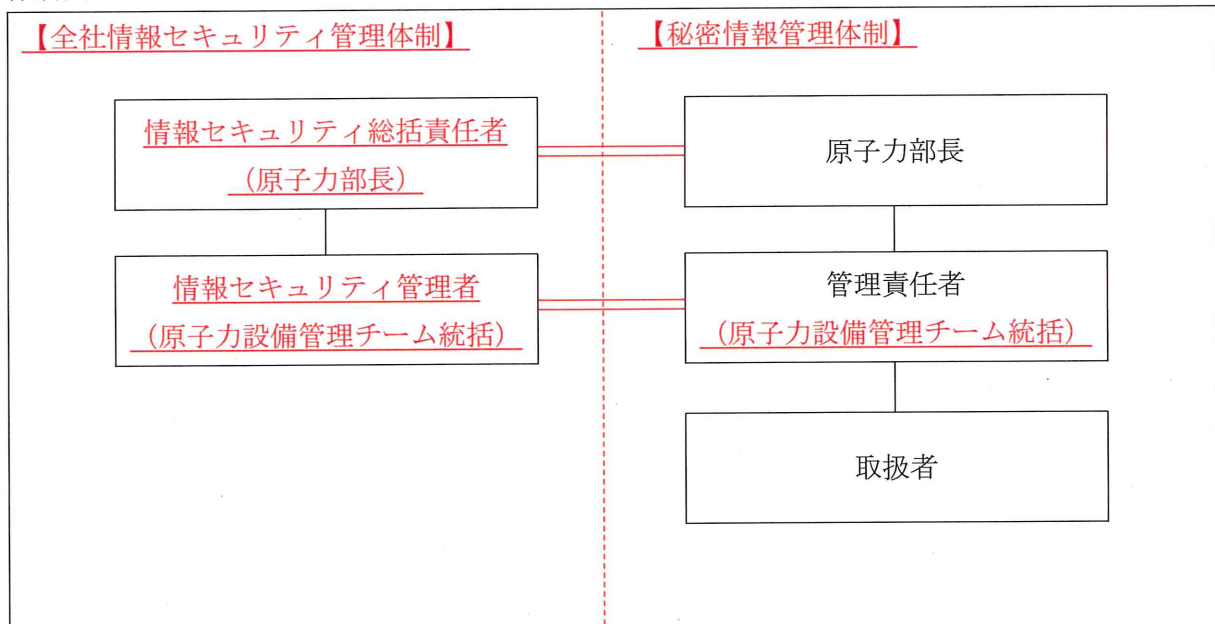 【全社情報セキュリティ管理体制】
【秘密情報管理体制】
情報セキュリティ総括責任者
（原子力部長）
原子力部長
情報セキュリティ管理者
（原子力設備管理チーム統括）
管理責任者
（原子力設備管理チーム統括）
取扱者